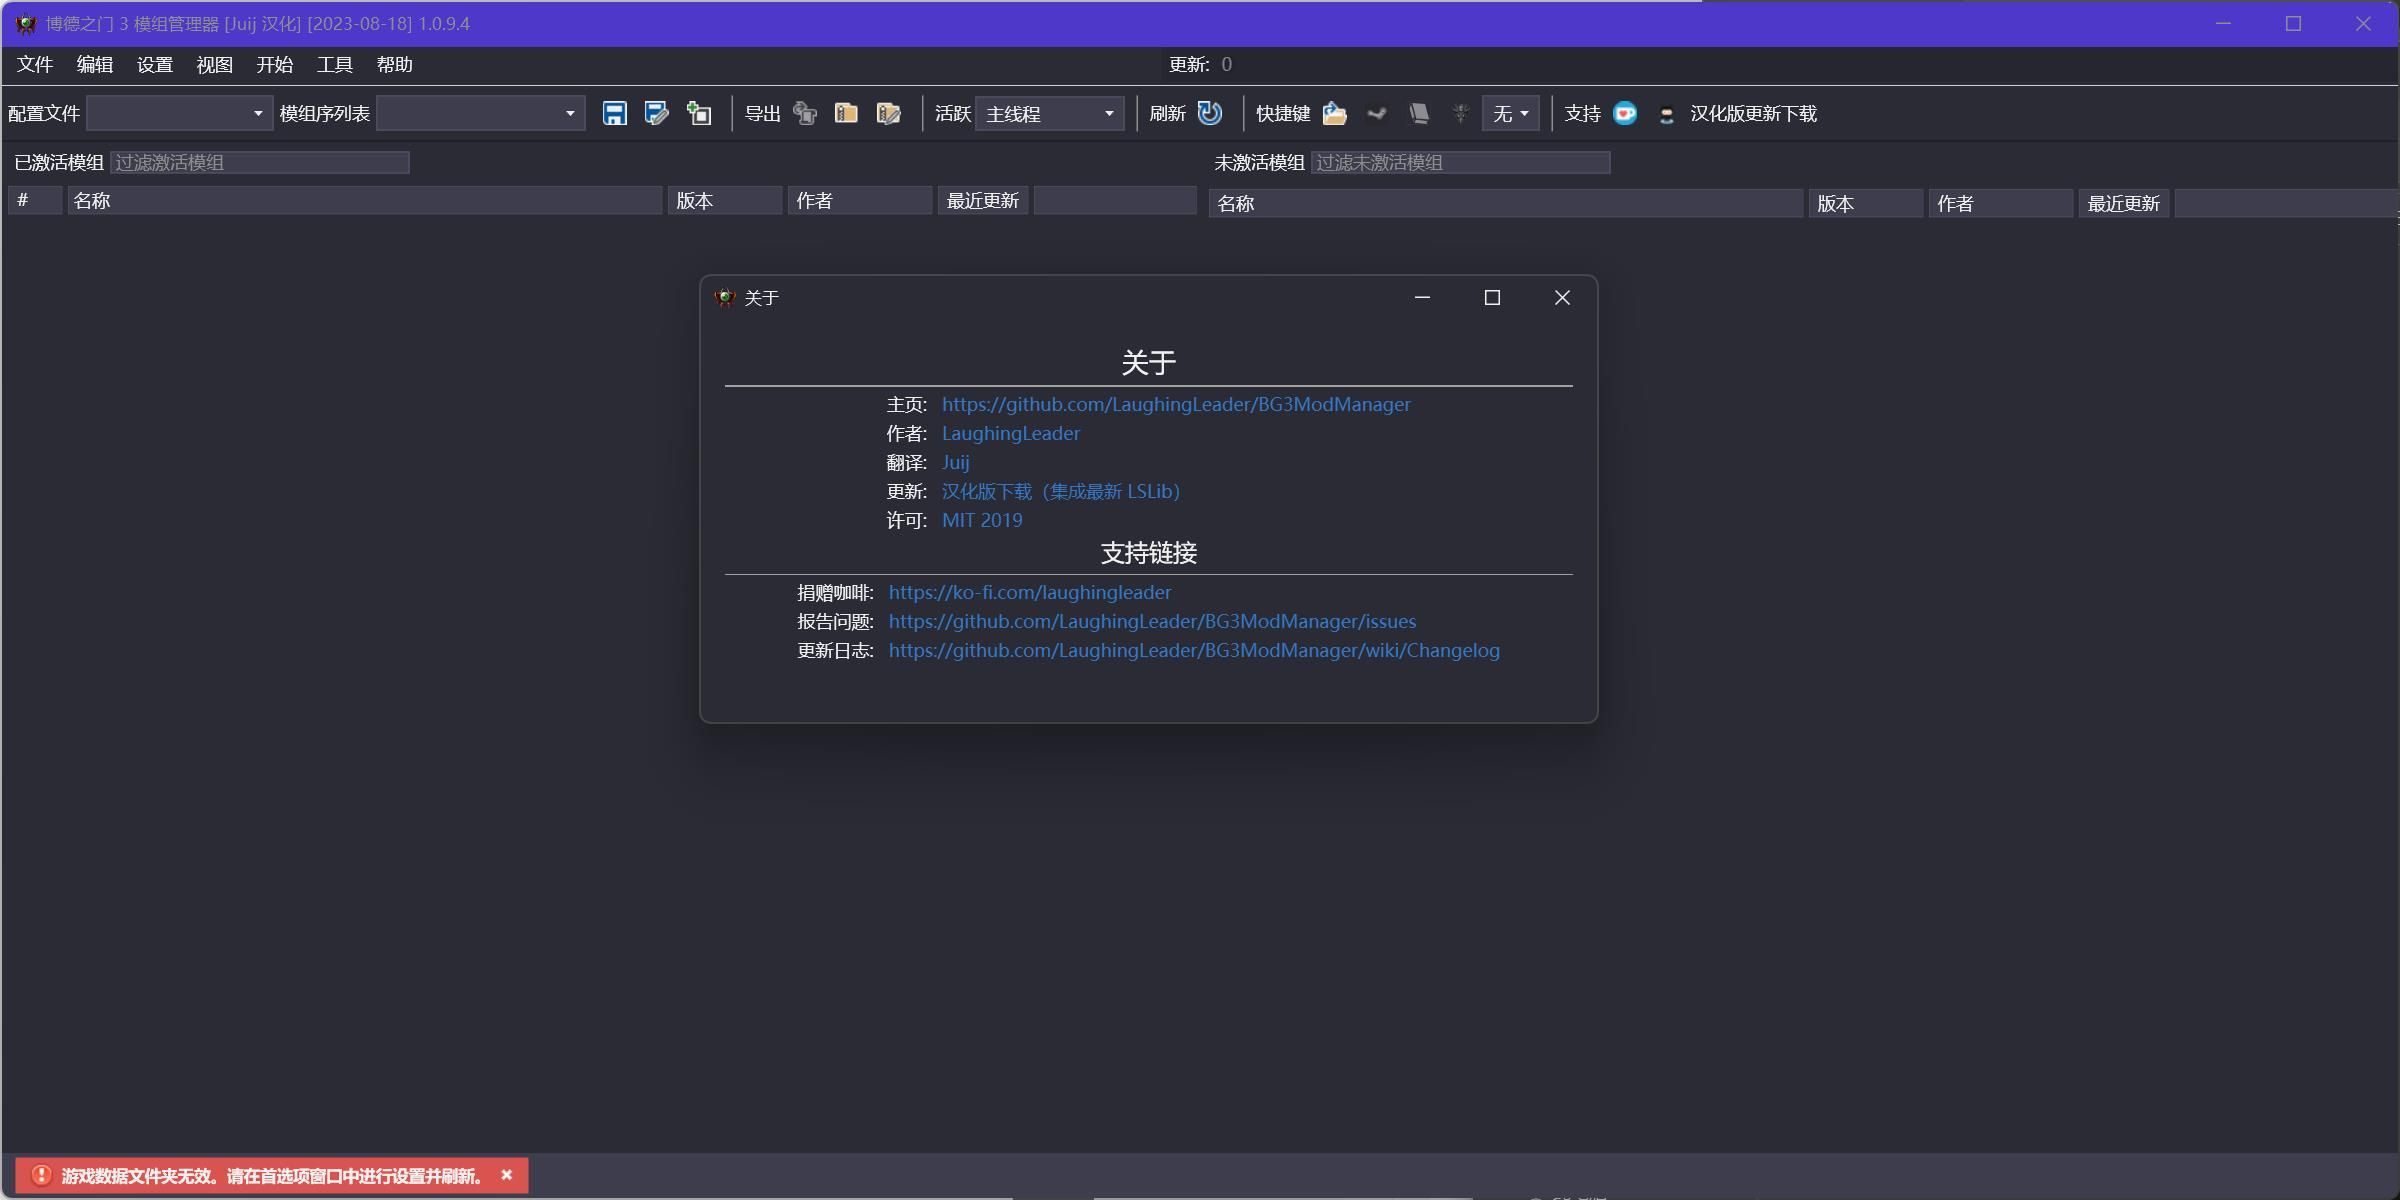 博德之门 3 模组管理器 [Juij 汉化] [2023-08-18] 1.0.9.4
文件 编辑 设置 视图 开始 工具 帮助 更新: 0
配置文件 模组序列表 导出 活跃 主线程 刷新 快捷键 无 支持 汉化版更新下载
已激活模组 过滤激活模组 未激活模组 过滤未激活模组
# 名称 版本 作者 最近更新 名称 版本 作者 最近更新
关于
关于
主页: https://github.com/LaughingLeader/BG3ModManager
作者: LaughingLeader
翻译: Juij
更新: 汉化版下载（集成最新 LSLib）
许可: MIT 2019
支持链接
捐赠咖啡: https://ko-fi.com/laughingleader
报告问题: https://github.com/LaughingLeader/BG3ModManager/issues
更新日志: https://github.com/LaughingLeader/BG3ModManager/wiki/Changelog
游戏数据文件夹无效。请在首选项窗口中进行设置并刷新。